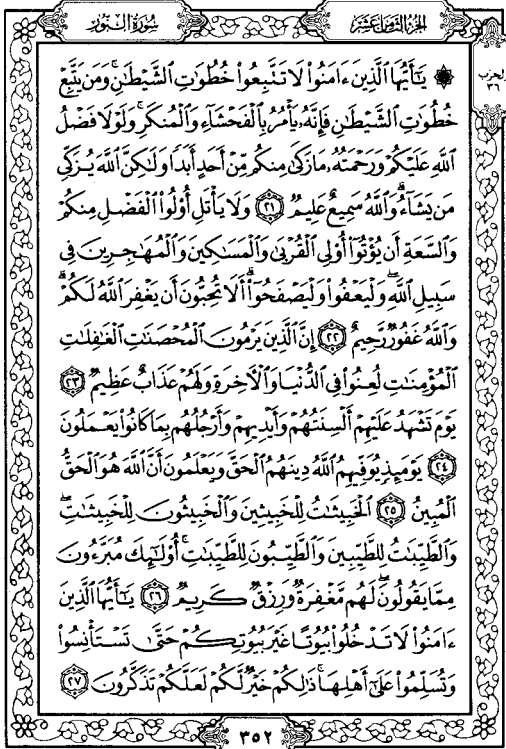 الجزء الثامن عشر
سورة النور
الحزب
٣٦
۞ يَٰٓأَيُّهَا ٱلَّذِينَ ءَامَنُوا۟ لَا تَتَّبِعُوا۟ خُطُوَٰتِ ٱلشَّيْطَٰنِ ۚ وَمَن يَتَّبِعْ
خُطُوَٰتِ ٱلشَّيْطَٰنِ فَإِنَّهُۥ يَأْمُرُ بِٱلْفَحْشَآءِ وَٱلْمُنكَرِ ۚ وَلَوْلَا فَضْلُ
ٱللَّهِ عَلَيْكُمْ وَرَحْمَتُهُۥ مَا زَكَىٰ مِنكُم مِّنْ أَحَدٍ أَبَدًا وَلَٰكِنَّ ٱللَّهَ يُزَكِّى
مَن يَشَآءُ ۗ وَٱللَّهُ سَمِيعٌ عَلِيمٌ ٢١ وَلَا يَأْتَلِ أُو۟لُوا۟ ٱلْفَضْلِ مِنكُمْ
وَٱلسَّعَةِ أَن يُؤْتُوٓا۟ أُو۟لِى ٱلْقُرْبَىٰ وَٱلْمَسَٰكِينَ وَٱلْمُهَٰجِرِينَ فِى
سَبِيلِ ٱللَّهِ ۖ وَلْيَعْفُوا۟ وَلْيَصْفَحُوٓا۟ ۗ أَلَا تُحِبُّونَ أَن يَغْفِرَ ٱللَّهُ لَكُمْ ۗ
وَٱللَّهُ غَفُورٌ رَّحِيمٌ ٢٢ إِنَّ ٱلَّذِينَ يَرْمُونَ ٱلْمُحْصَنَٰتِ ٱلْغَٰفِلَٰتِ
ٱلْمُؤْمِنَٰتِ لُعِنُوا۟ فِى ٱلدُّنْيَا وَٱلْءَاخِرَةِ وَلَهُمْ عَذَابٌ عَظِيمٌ ٢٣
يَوْمَ تَشْهَدُ عَلَيْهِمْ أَلْسِنَتُهُمْ وَأَيْدِيهِمْ وَأَرْجُلُهُم بِمَا كَانُوا۟ يَعْمَلُونَ
٢٤ يَوْمَئِذٍ يُوَفِّيهِمُ ٱللَّهُ دِينَهُمُ ٱلْحَقَّ وَيَعْلَمُونَ أَنَّ ٱللَّهَ هُوَ ٱلْحَقُّ
ٱلْمُبِينُ ٢٥ ٱلْخَبِيثَٰتُ لِلْخَبِيثِينَ وَٱلْخَبِيثُونَ لِلْخَبِيثَٰتِ ۖ
وَٱلطَّيِّبَٰتُ لِلطَّيِّبِينَ وَٱلطَّيِّبُونَ لِلطَّيِّبَٰتِ ۚ أُو۟لَٰٓئِكَ مُبَرَّءُونَ
مِمَّا يَقُولُونَ ۖ لَهُم مَّغْفِرَةٌ وَرِزْقٌ كَرِيمٌ ٢٦ يَٰٓأَيُّهَا ٱلَّذِينَ
ءَامَنُوا۟ لَا تَدْخُلُوا۟ بُيُوتًا غَيْرَ بُيُوتِكُمْ حَتَّىٰ تَسْتَأْنِسُوا۟
وَتُسَلِّمُوا۟ عَلَىٰٓ أَهْلِهَا ۚ ذَٰلِكُمْ خَيْرٌ لَّكُمْ لَعَلَّكُمْ تَذَكَّرُونَ ٢٧
٣٥٢